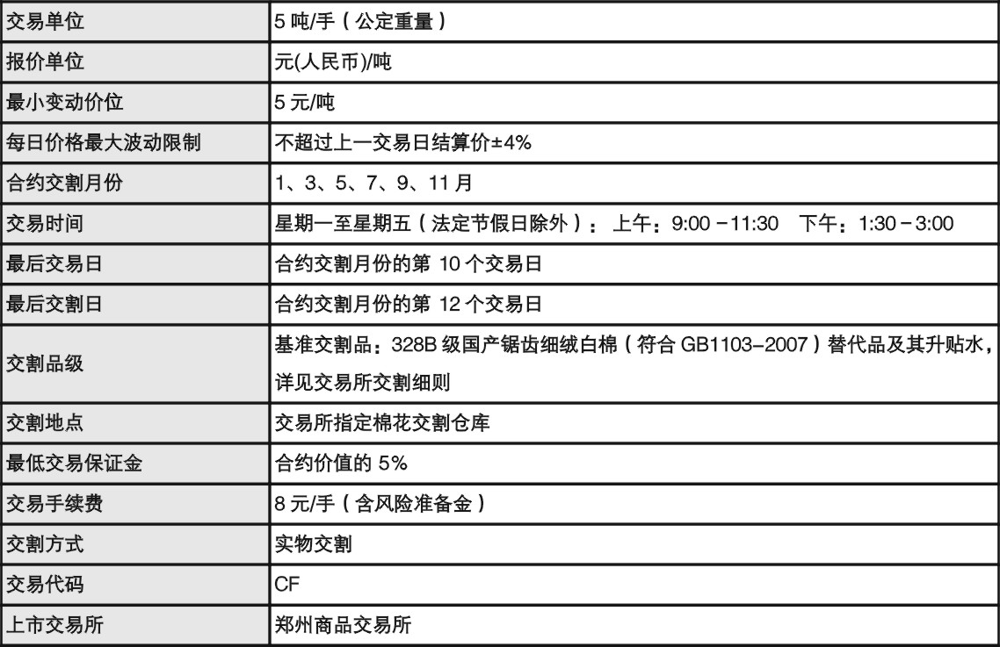 交易单位 5 吨/手（公定重量）
报价单位 元(人民币)/吨
最小变动价位 5 元/吨
每日价格最大波动限制 不超过上一交易日结算价±4%
合约交割月份 1、3、5、7、9、11 月
交易时间 星期一至星期五（法定节假日除外）： 上午：9:00 –11:30 下午：1:30 – 3:00
最后交易日 合约交割月份的第 10 个交易日
最后交割日 合约交割月份的第 12 个交易日
交割品级 基准交割品：328B 级国产锯齿细绒白棉（符合 GB1103–2007）替代品及其升贴水，
详见交易所交割细则
交割地点 交易所指定棉花交割仓库
最低交易保证金 合约价值的 5%
交易手续费 8 元/手（含风险准备金）
交割方式 实物交割
交易代码 CF
上市交易所 郑州商品交易所